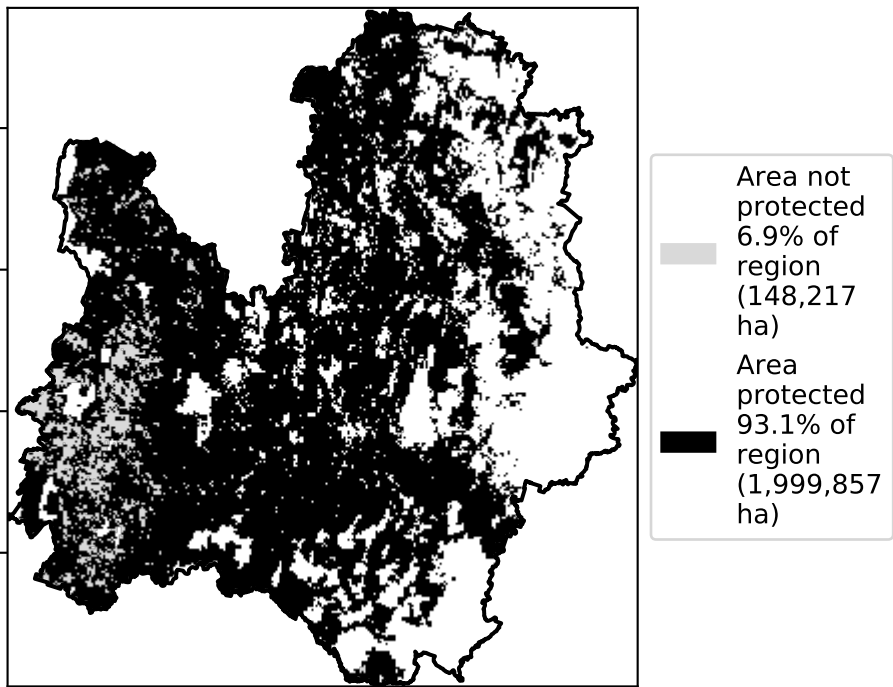 Area not
protected
6.9% of
region
(148,217
ha)
Area
protected
93.1% of
region
(1,999,857
ha)